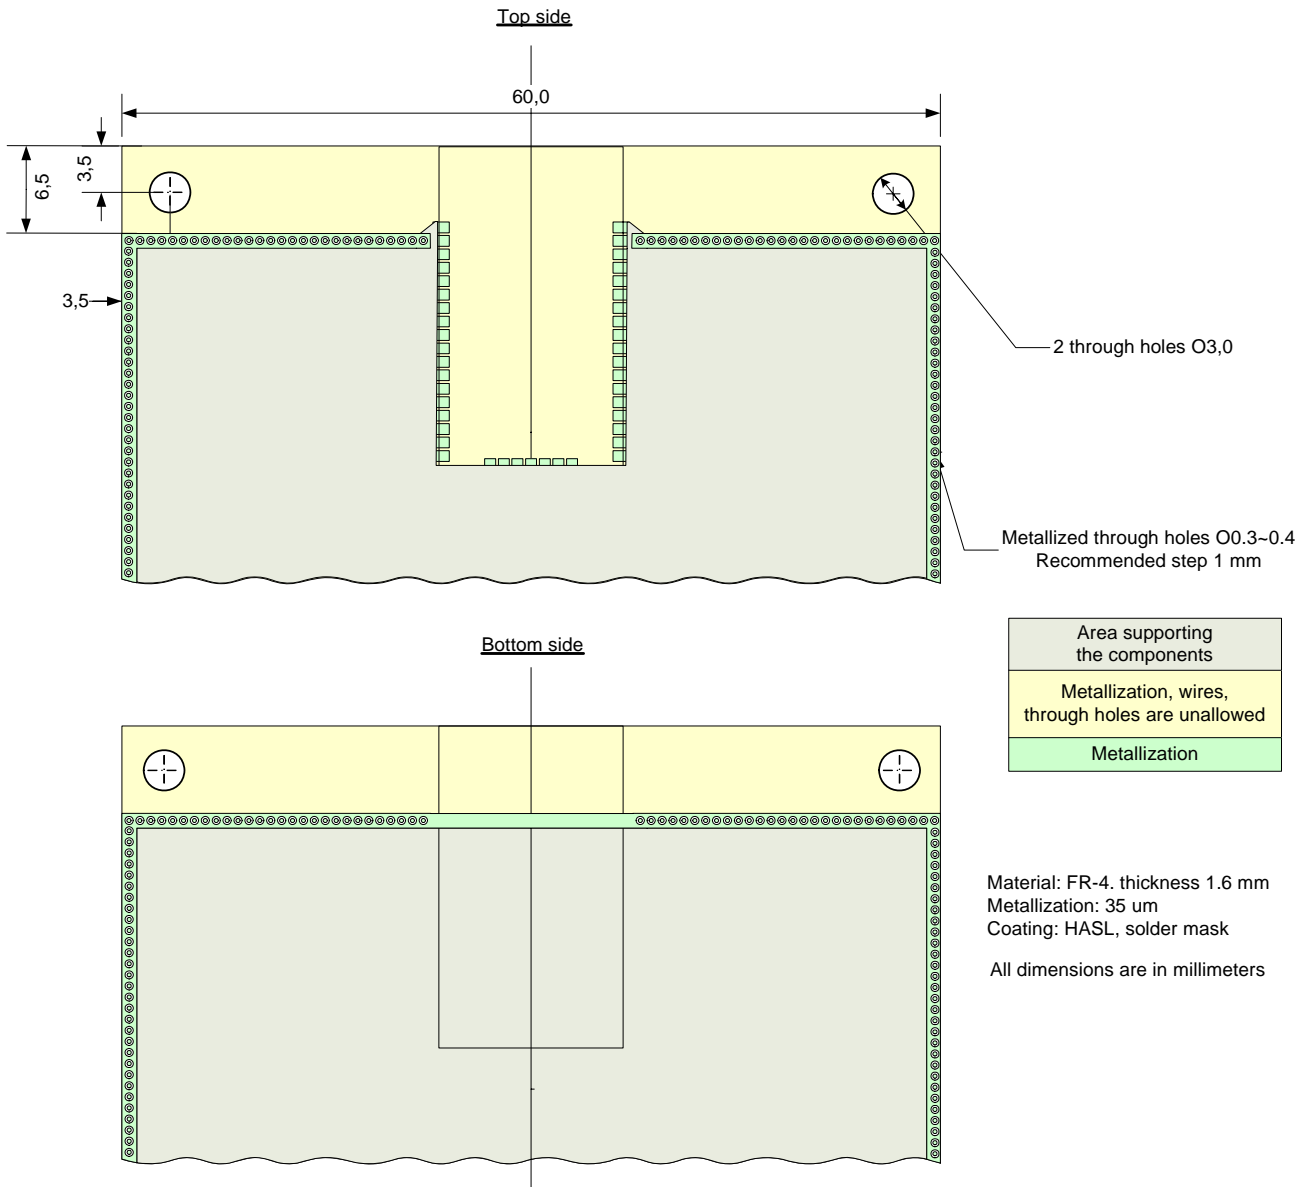 Top side
60,0
3,5
6,5
3,5
2 through holes O3,0
Metallized through holes O0.3~0.4
Recommended step 1 mm
Bottom side
Area supporting
the components
Metallization, wires,
through holes are unallowed
Metallization
Material: FR-4. thickness 1.6 mm
Metallization: 35 um
Coating: HASL, solder mask
All dimensions are in millimeters